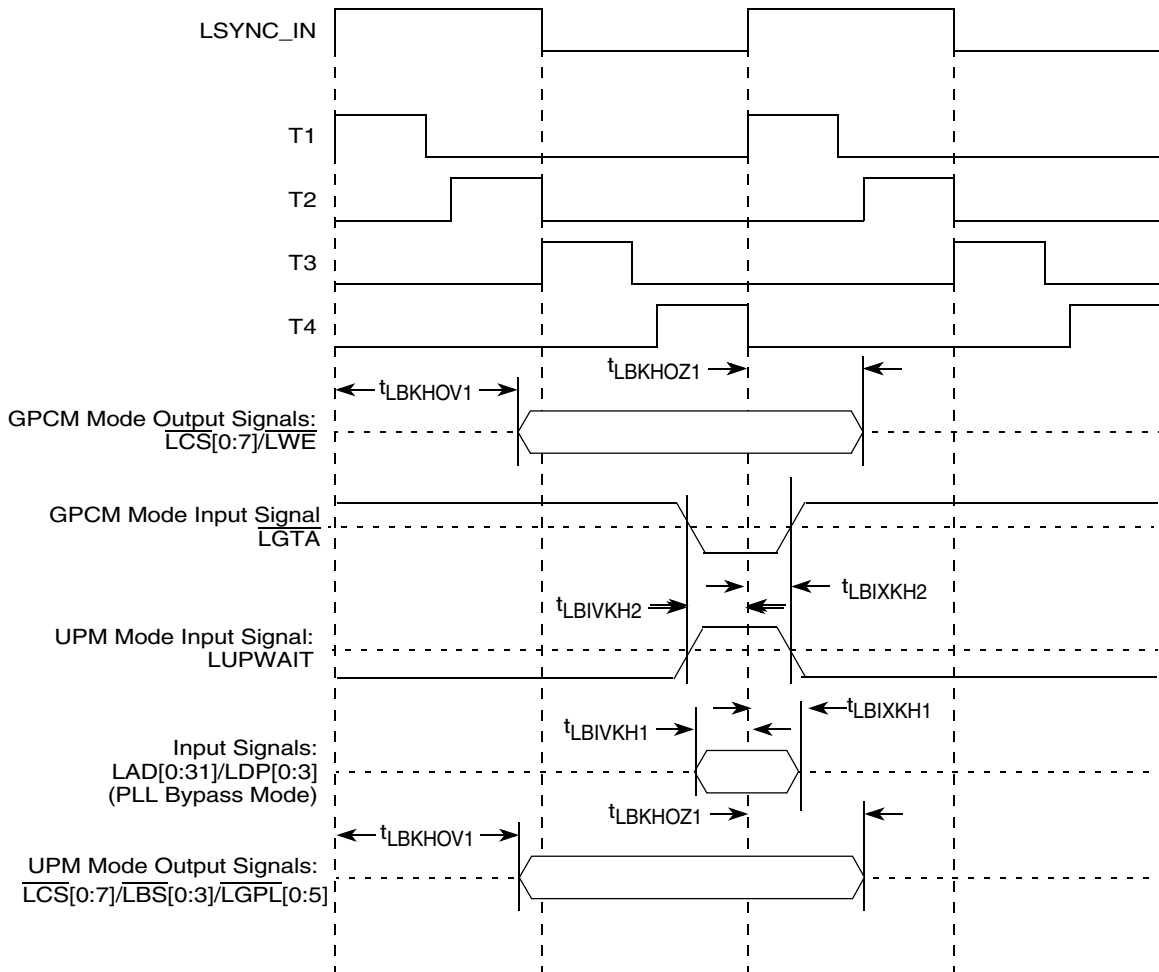 LSYNC_IN
T1
T2
T3
T4
tLBKHOZ1
tLBKHOV1
GPCM Mode Output Signals:
LCS[0:7]/LWE
GPCM Mode Input Signal
LGTA
tLBIXKH2
tLBIVKH2
UPM Mode Input Signal:
LUPWAIT
tLBIXKH1
tLBIVKH1
Input Signals:
LAD[0:31]/LDP[0:3]
(PLL Bypass Mode)
tLBKHOZ1
tLBKHOV1
UPM Mode Output Signals:
LCS[0:7]/LBS[0:3]/LGPL[0:5]